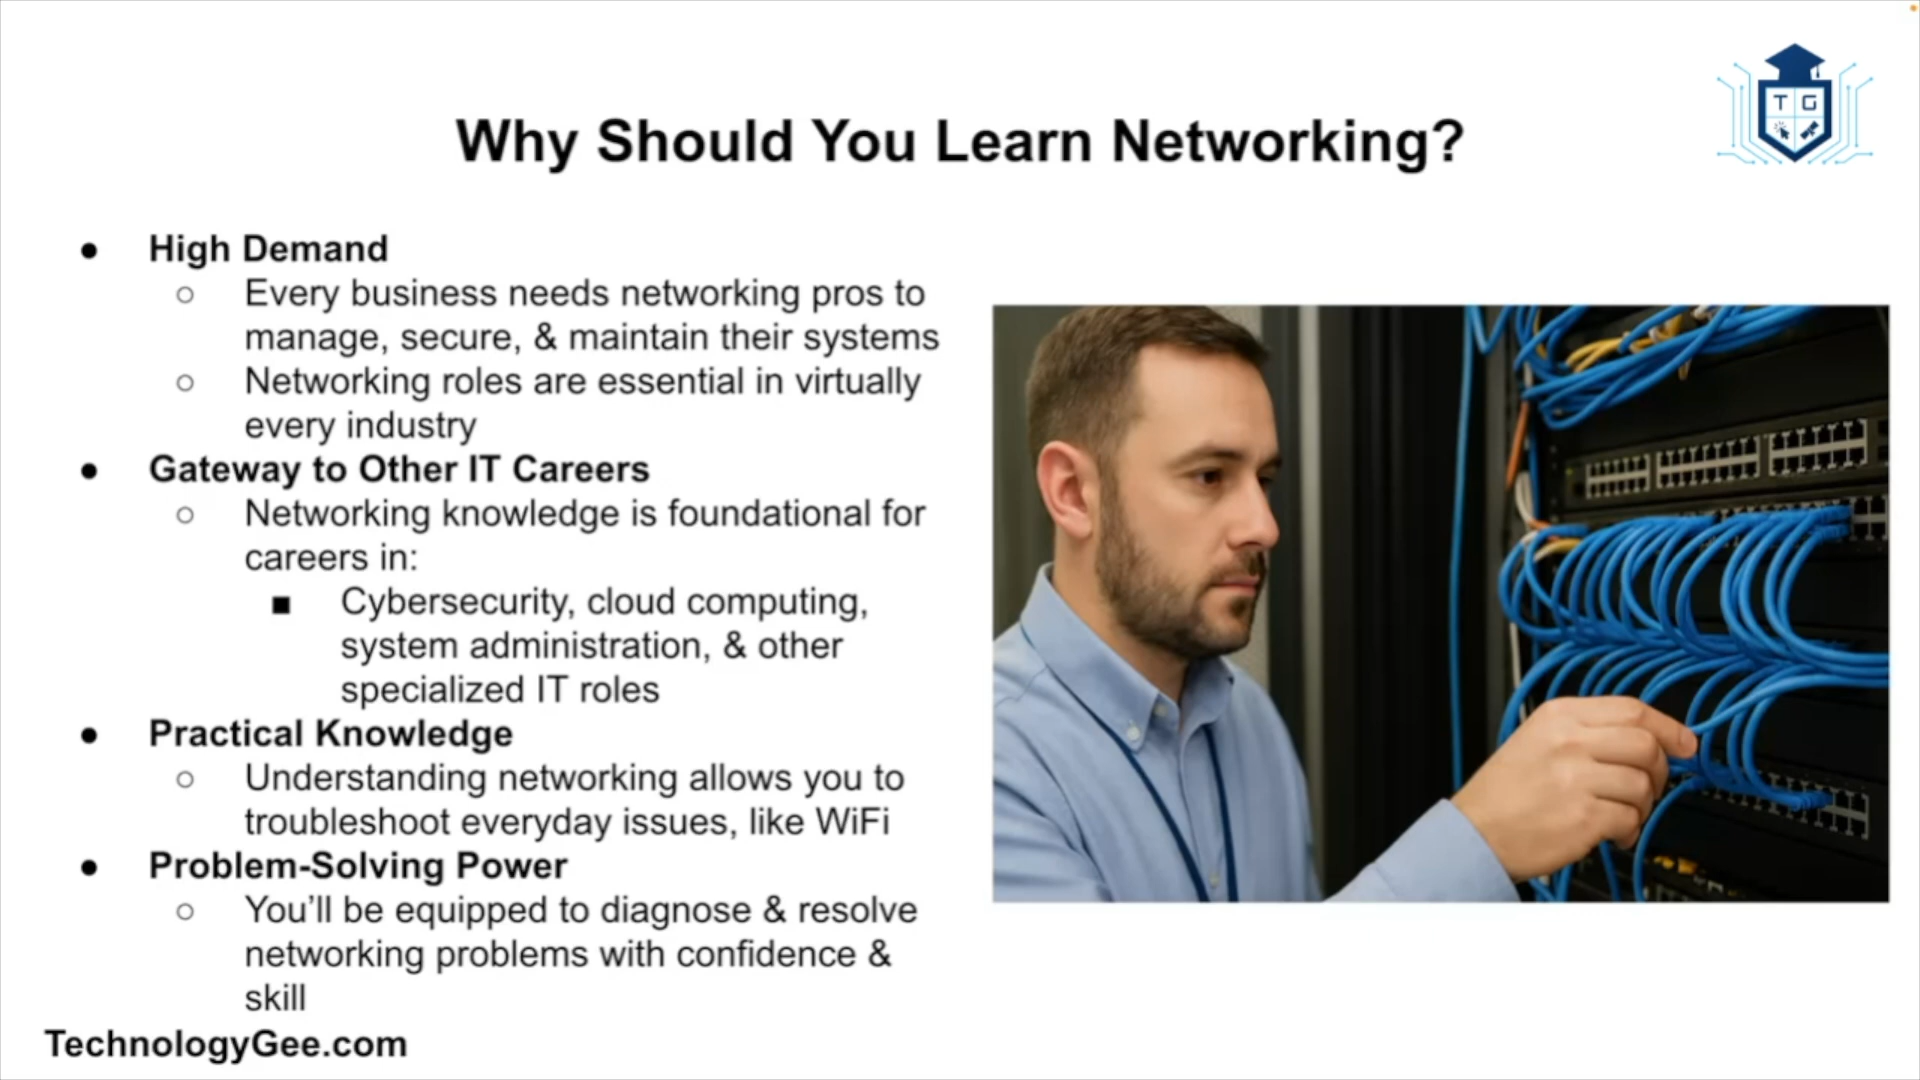 Why Should You Learn Networking?
T G
● High Demand
○ Every business needs networking pros to
manage, secure, & maintain their systems
○ Networking roles are essential in virtually
every industry
● Gateway to Other IT Careers
○ Networking knowledge is foundational for
careers in:
■ Cybersecurity, cloud computing,
system administration, & other
specialized IT roles
● Practical Knowledge
○ Understanding networking allows you to
troubleshoot everyday issues, like WiFi
● Problem-Solving Power
○ You’ll be equipped to diagnose & resolve
networking problems with confidence &
skill
TechnologyGee.com